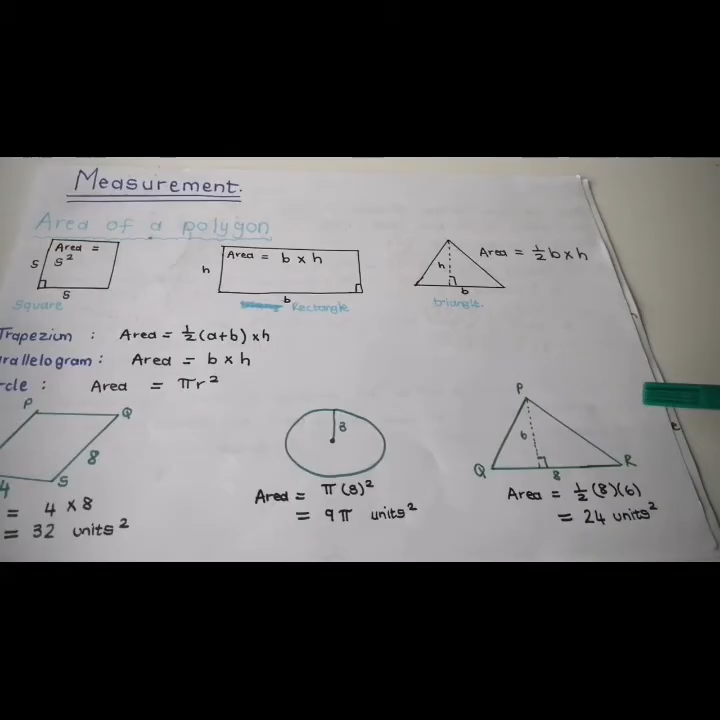 Measurement.
Area of a polygon
Area =
s²
s
s
Square
Area = b x h
h
b
Rectangle
Area = ½ b x h
h
b
triangle.
Trapezium : Area = ½ (a+b) x h
rallelogram : Area = b x h
rcle : Area = πr²
P
Q
8
S
4
= 4 x 8
= 32 units²
8
Area = π (8)²
= 9π units²
P
6
Q
8
R
Area = ½ (8)(6)
= 24 units²